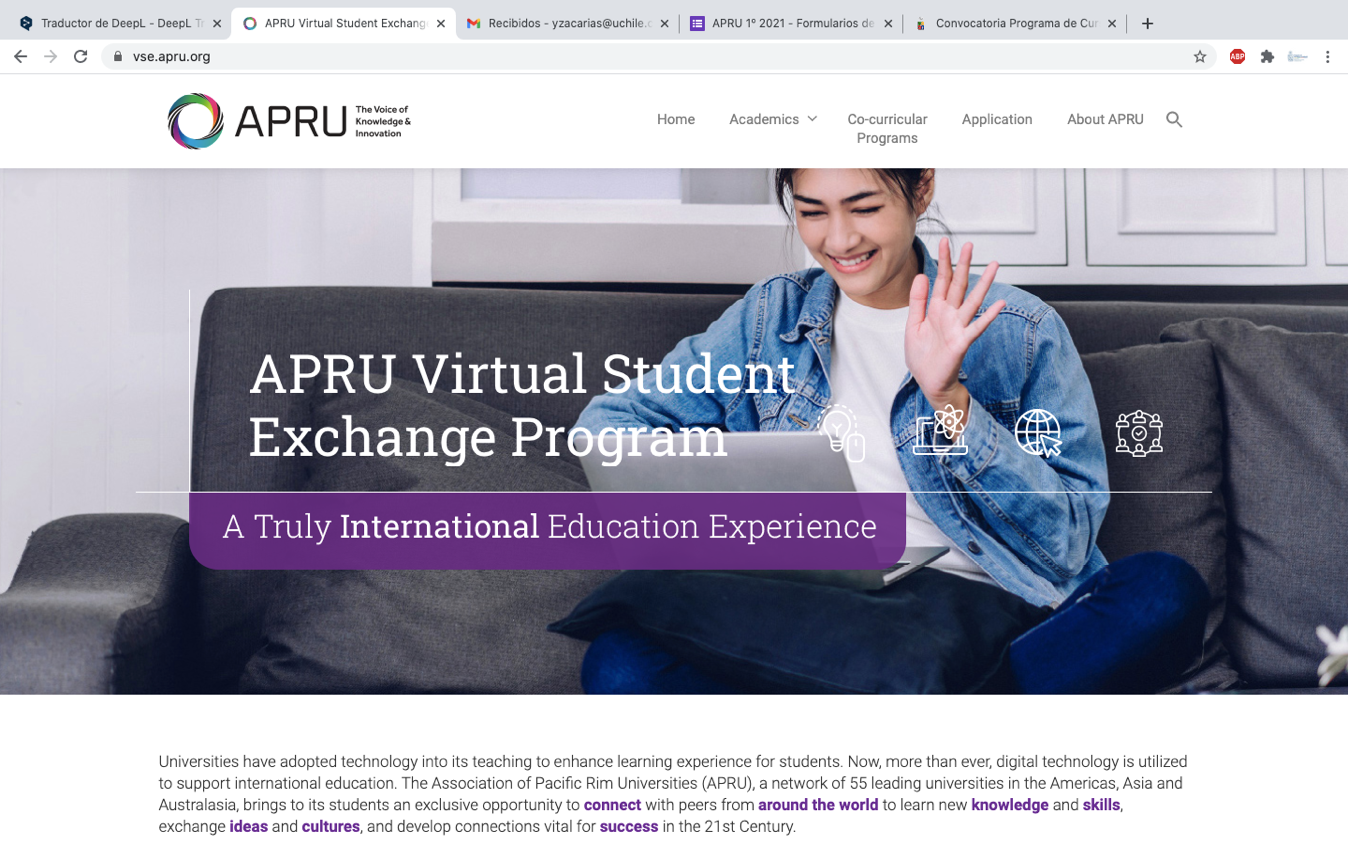 Traductor de DeepL - DeepL Tr
APRU Virtual Student Exchang
Recibidos - yzacarias@uchile.c
APRU 1º 2021 - Formularios de
Convocatoria Programa de Cur
vse.apru.org
ABP
APRU
The Voice of
Knowledge &
Innovation
Home
Academics
Co-curricular
Programs
Application
About APRU
APRU Virtual Student
Exchange Program
A Truly International Education Experience
Universities have adopted technology into its teaching to enhance learning experience for students. Now, more than ever, digital technology is utilized
to support international education. The Association of Pacific Rim Universities (APRU), a network of 55 leading universities in the Americas, Asia and
Australasia, brings to its students an exclusive opportunity to connect with peers from around the world to learn new knowledge and skills,
exchange ideas and cultures, and develop connections vital for success in the 21st Century.